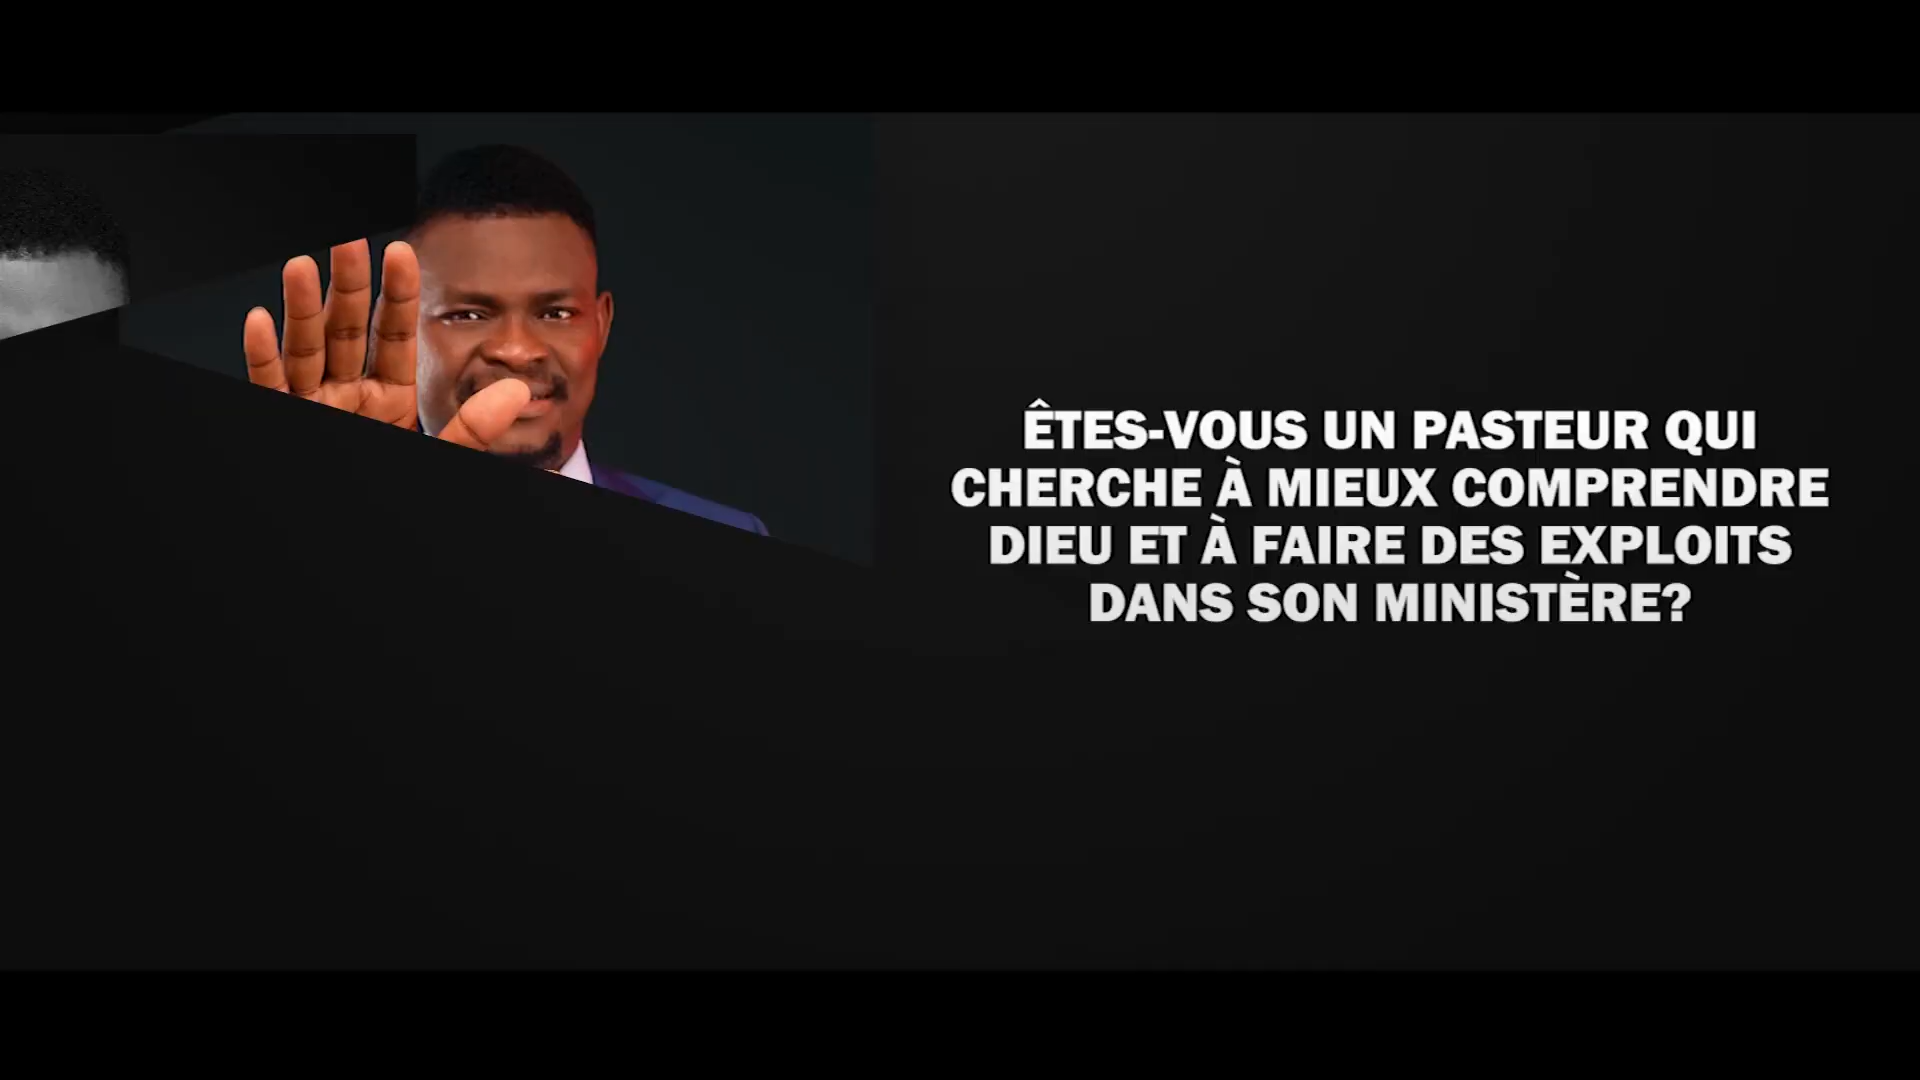 ÊTES-VOUS UN PASTEUR QUI
CHERCHE À MIEUX COMPRENDRE
DIEU ET À FAIRE DES EXPLOITS
DANS SON MINISTÈRE?